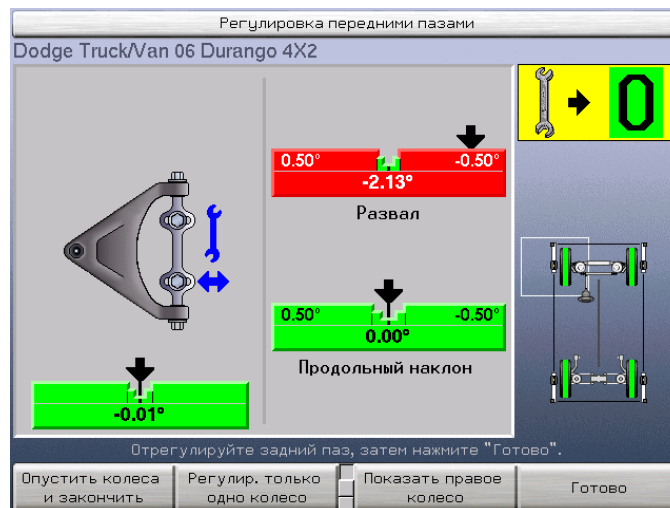 Регулировка передними пазами
Dodge Truck/Van 06 Durango 4X2
0.50° -0.50°
-2.13°
Развал
0.50° -0.50°
0.00°
Продольный наклон
-0.01°
0
Отрегулируйте задний паз, затем нажмите "Готово".
Опустить колеса
и закончить
Регулир. только
одно колесо
Показать правое
колесо
Готово